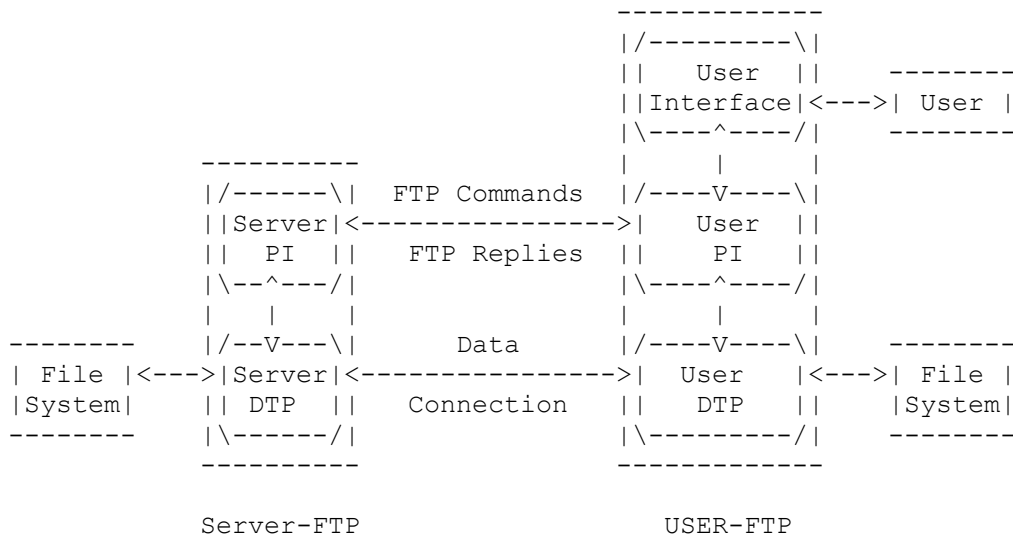 User
Interface
User
FTP Commands
Server
PI
User
PI
FTP Replies
File
System
Server
DTP
Data
Connection
User
DTP
File
System
Server-FTP
USER-FTP